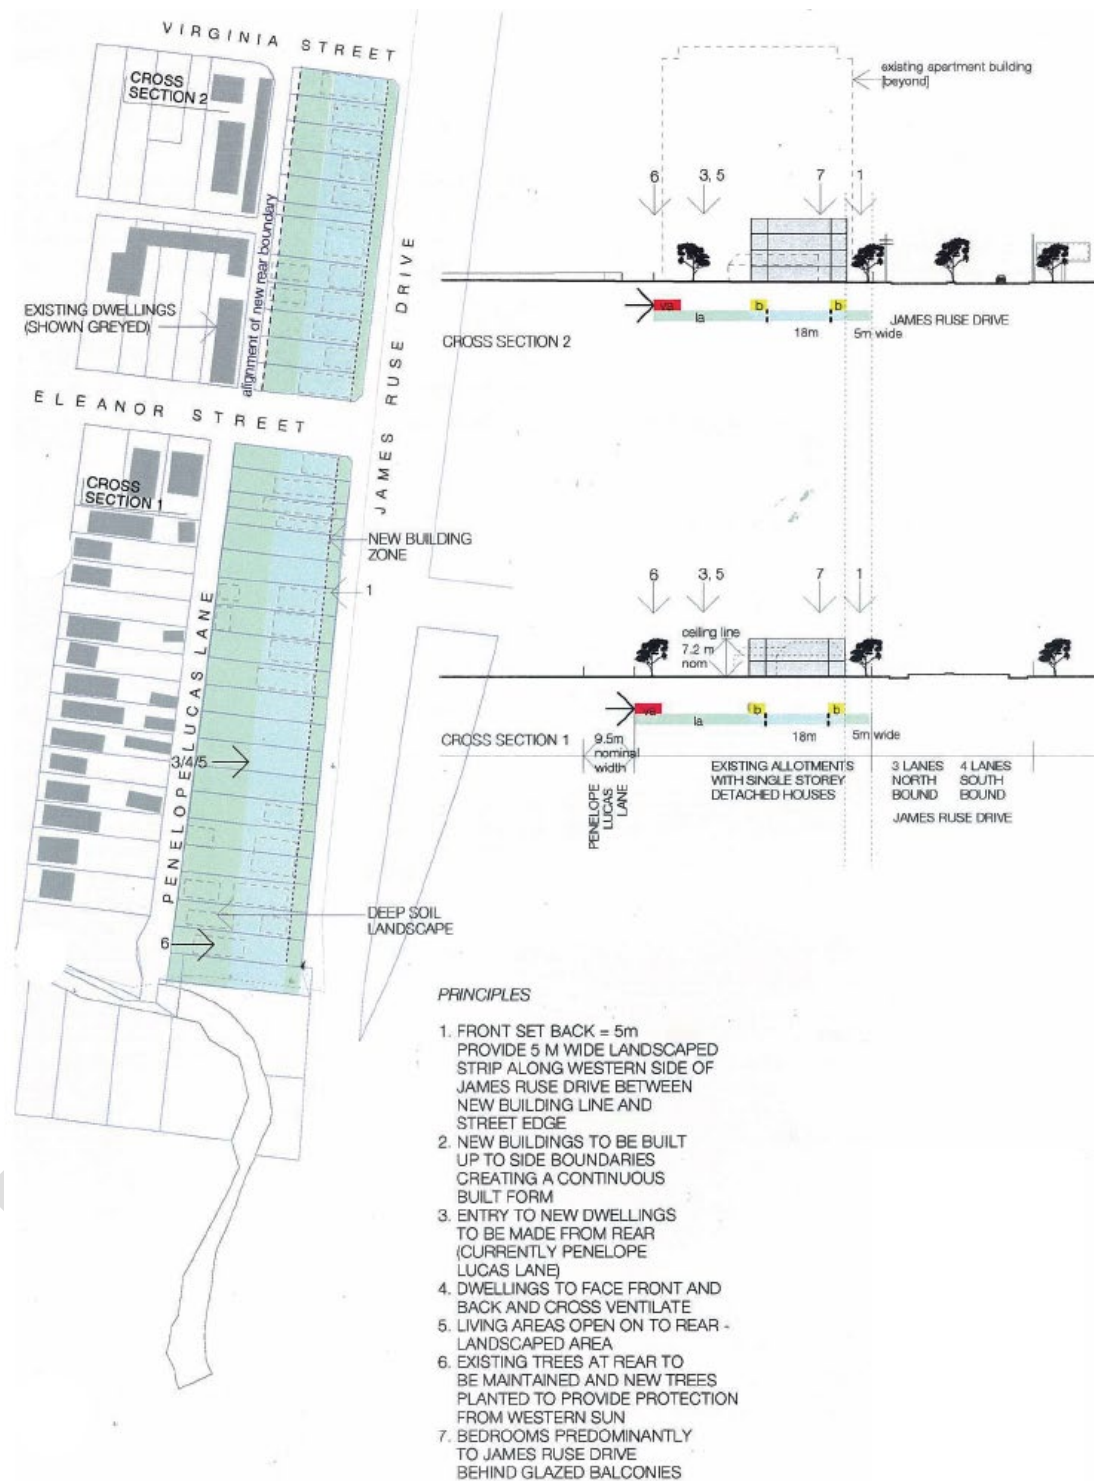 VIRGINIA STREET
CROSS
SECTION 2
alignment of new rear boundary
JAMES RUSE DRIVE
EXISTING DWELLINGS
(SHOWN GREYED)
ELEANOR STREET
CROSS
SECTION 1
NEW BUILDING
ZONE
1
PENELOPE LUCAS LANE
3/4/5
DEEP SOIL
LANDSCAPE
6
existing apartment building
[beyond]
6
3, 5
7
1
va
b
b
la
18m
5m wide
JAMES RUSE DRIVE
CROSS SECTION 2
6
3, 5
7
1
ceiling line
7.2 m
nom
va
b
b
la
18m
5m wide
CROSS SECTION 1
9.5m
nominal
width
PENELOPE
LUCAS
LANE
EXISTING ALLOTMENTS
WITH SINGLE STOREY
DETACHED HOUSES
3 LANES
NORTH
BOUND
4 LANES
SOUTH
BOUND
JAMES RUSE DRIVE
PRINCIPLES
1. FRONT SET BACK = 5m
PROVIDE 5 M WIDE LANDSCAPED
STRIP ALONG WESTERN SIDE OF
JAMES RUSE DRIVE BETWEEN
NEW BUILDING LINE AND
STREET EDGE
2. NEW BUILDINGS TO BE BUILT
UP TO SIDE BOUNDARIES
CREATING A CONTINUOUS
BUILT FORM
3. ENTRY TO NEW DWELLINGS
TO BE MADE FROM REAR
(CURRENTLY PENELOPE
LUCAS LANE)
4. DWELLINGS TO FACE FRONT AND
BACK AND CROSS VENTILATE
5. LIVING AREAS OPEN ON TO REAR -
LANDSCAPED AREA
6. EXISTING TREES AT REAR TO
BE MAINTAINED AND NEW TREES
PLANTED TO PROVIDE PROTECTION
FROM WESTERN SUN
7. BEDROOMS PREDOMINANTLY
TO JAMES RUSE DRIVE
BEHIND GLAZED BALCONIES